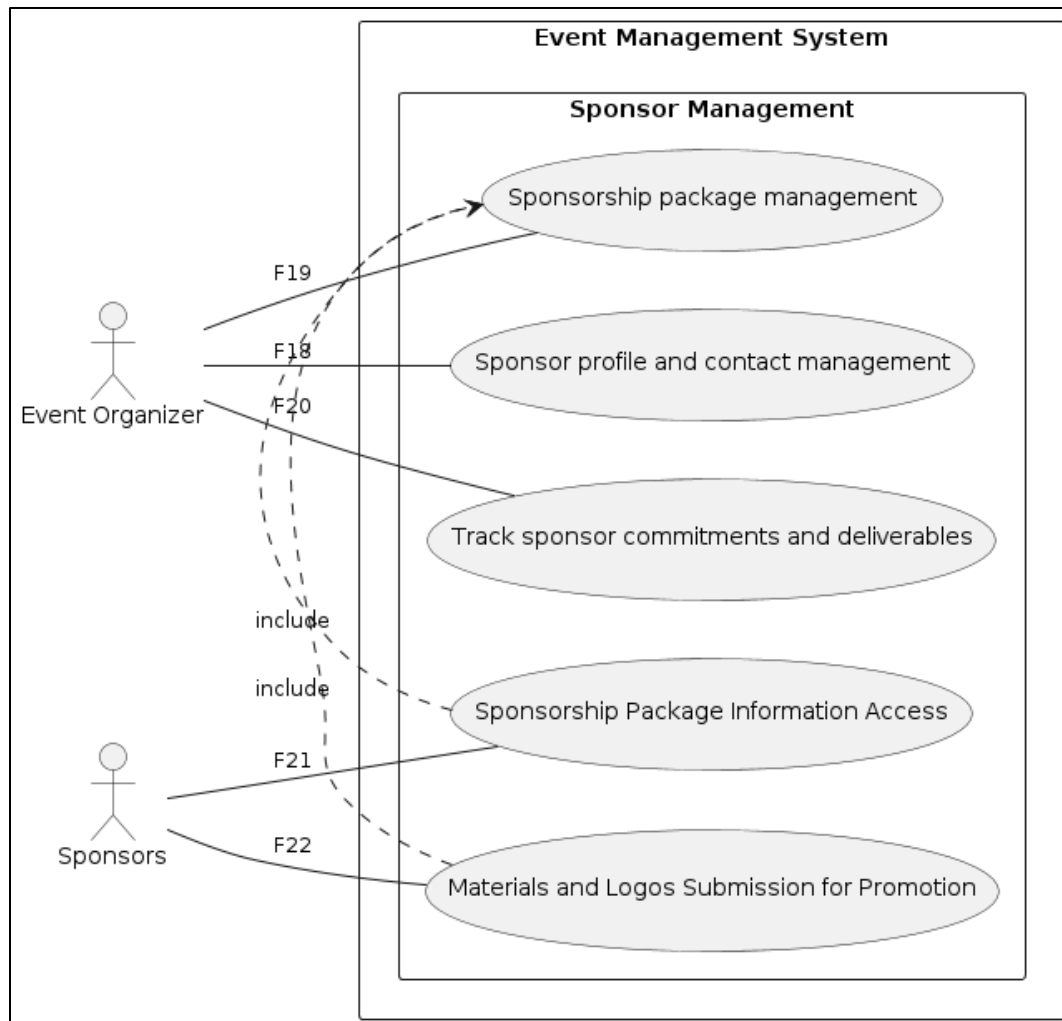 Event Management System
Sponsor Management
Sponsorship package management
F19
F18
Sponsor profile and contact management
F20
Event Organizer
Track sponsor commitments and deliverables
include
include
Sponsorship Package Information Access
F21
Sponsors
F22
Materials and Logos Submission for Promotion